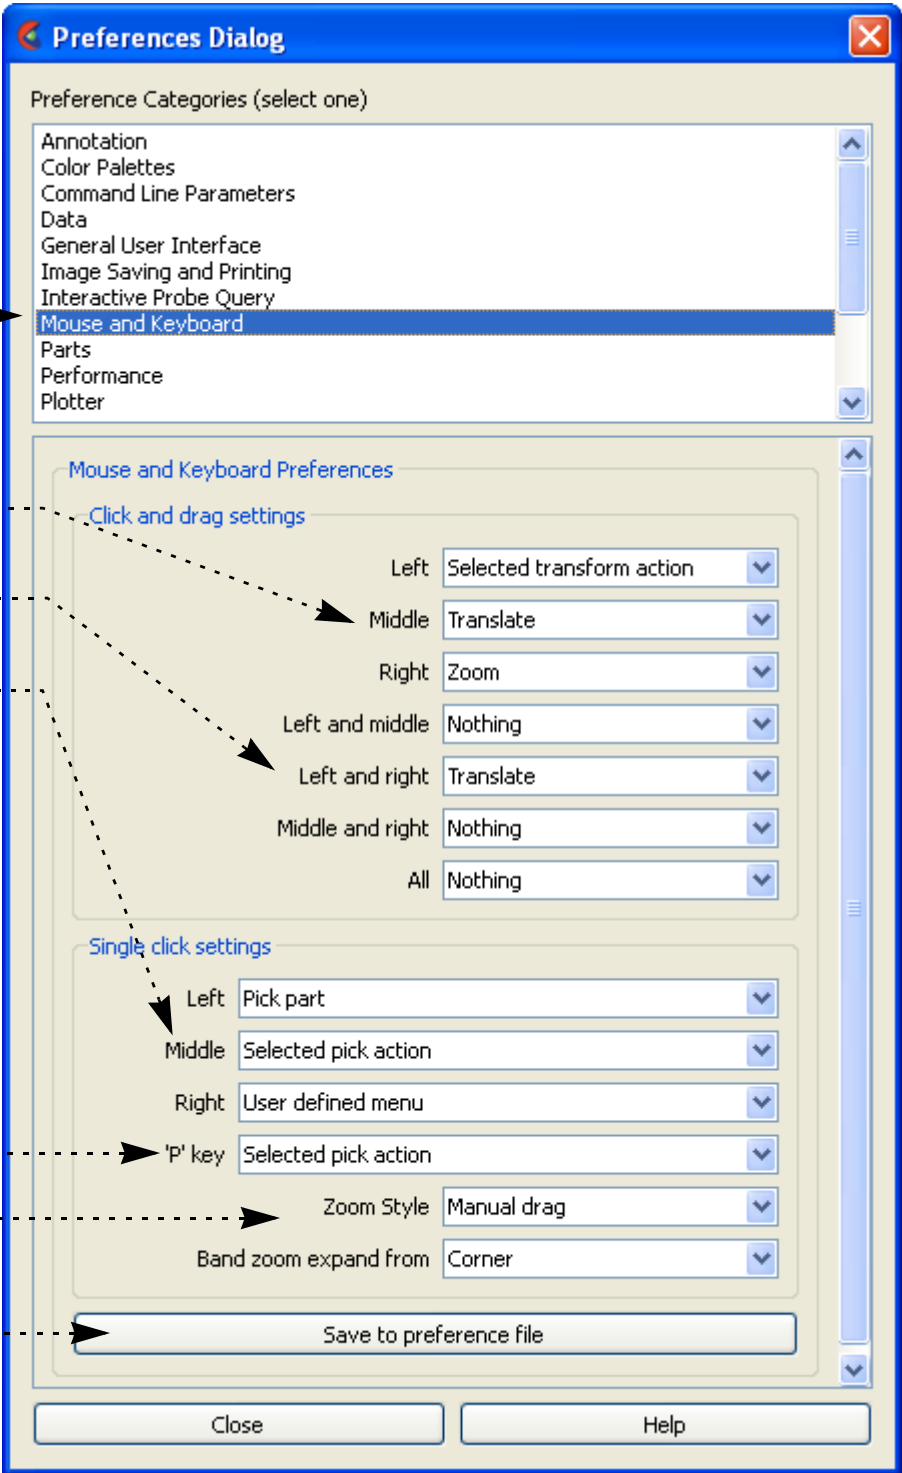 Preferences Dialog
Preference Categories (select one)
Annotation
Color Palettes
Command Line Parameters
Data
General User Interface
Image Saving and Printing
Interactive Probe Query
Mouse and Keyboard
Parts
Performance
Plotter
Mouse and Keyboard Preferences
Click and drag settings
Left Selected transform action
Middle Translate
Right Zoom
Left and middle Nothing
Left and right Translate
Middle and right Nothing
All Nothing
Single click settings
Left Pick part
Middle Selected pick action
Right User defined menu
'P' key Selected pick action
Zoom Style Manual drag
Band zoom expand from Corner
Save to preference file
Close Help